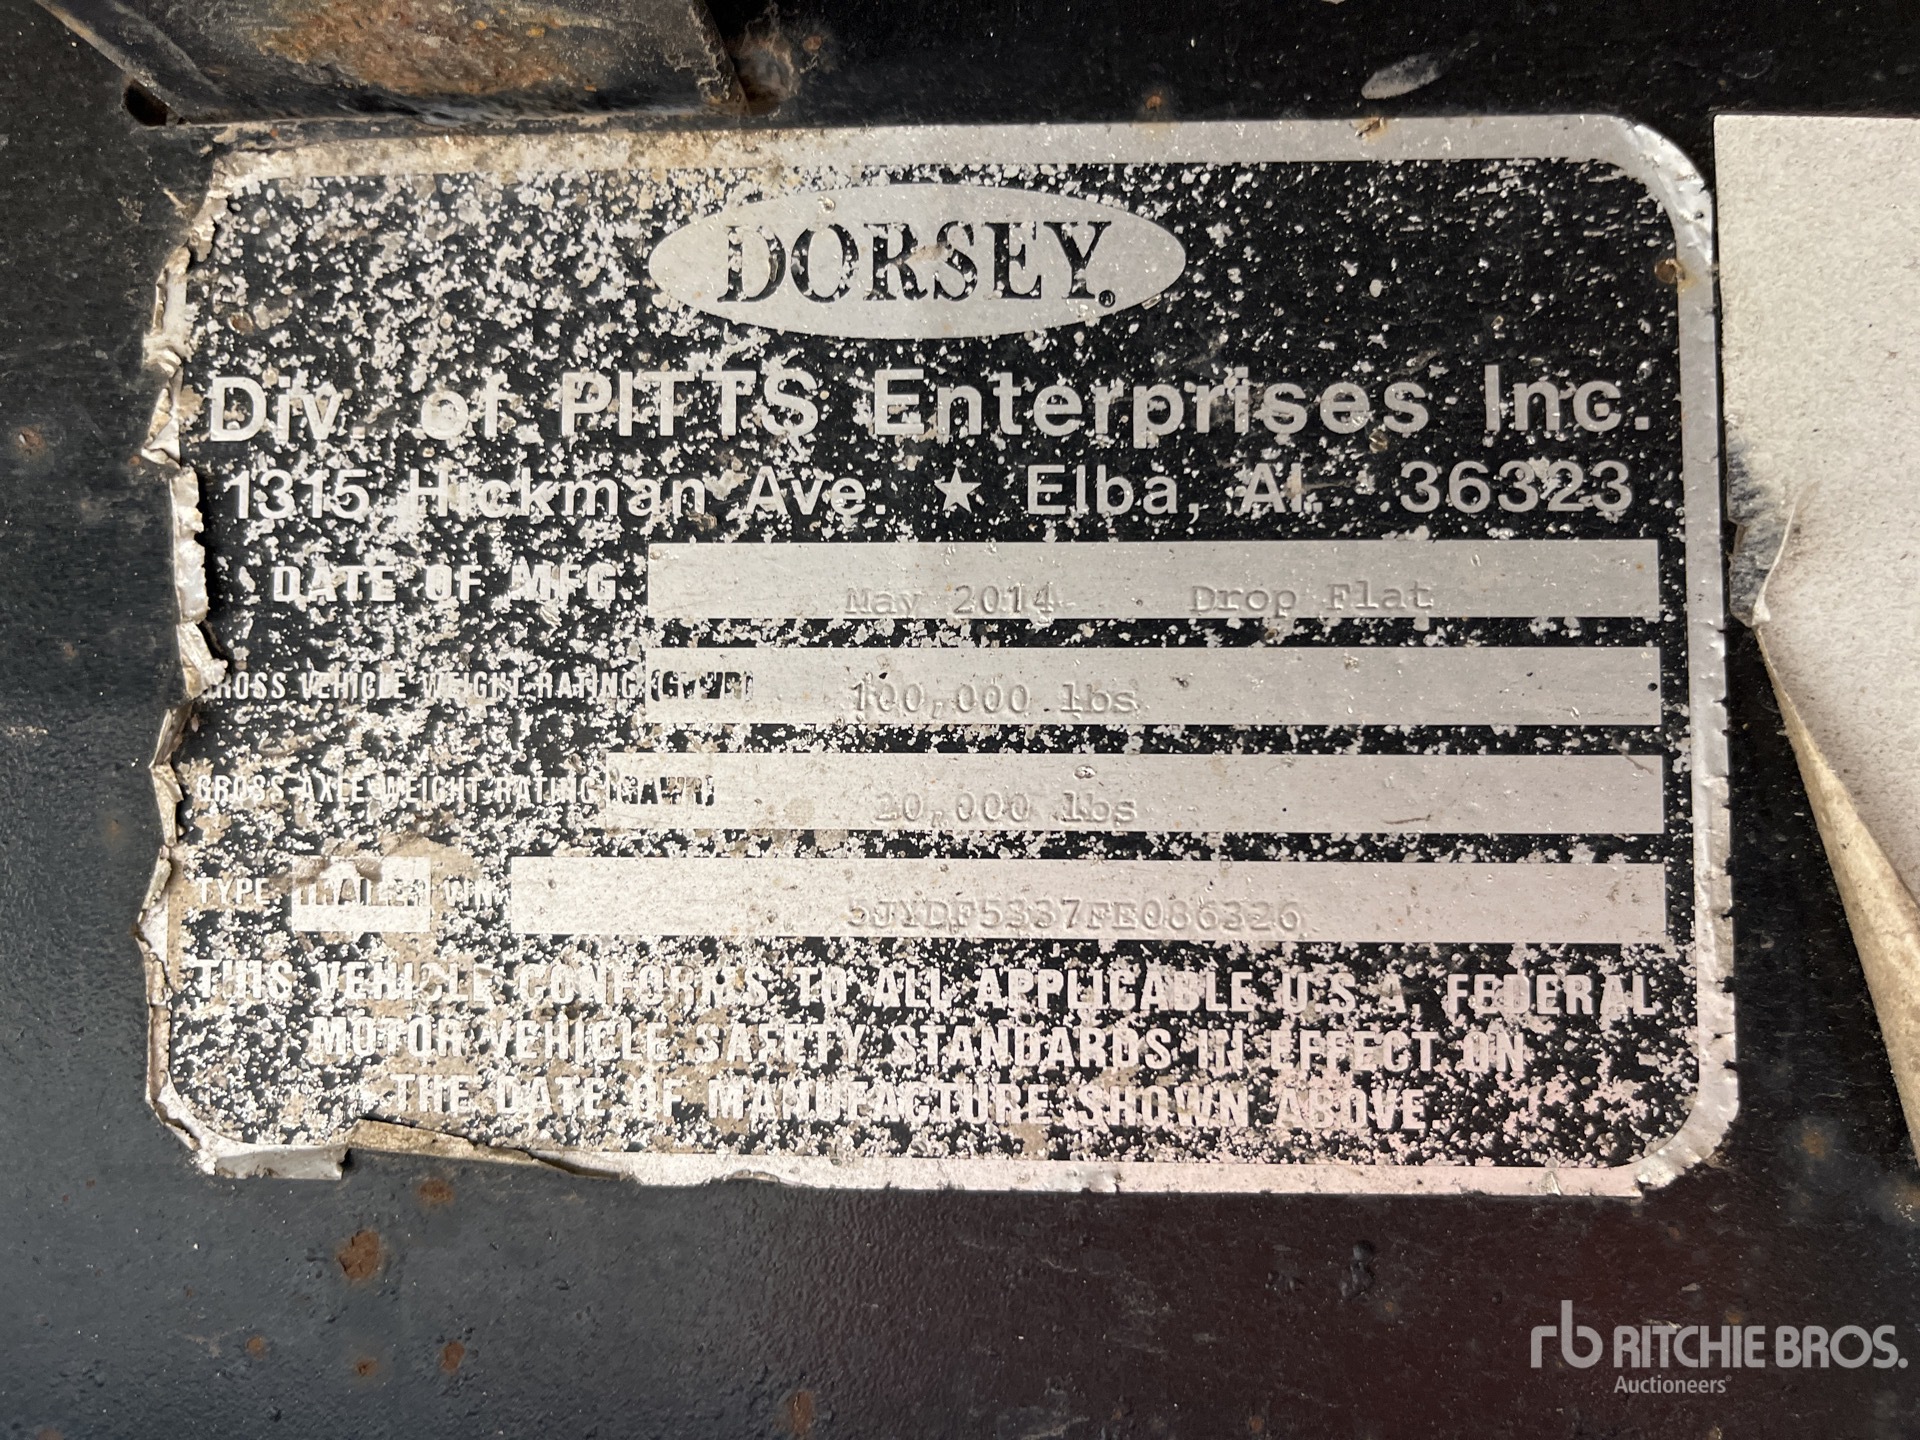 DORSEY®
Div. of PITTS Enterprises Inc.
1315 Hickman Ave. ★ Elba, AL 36323
DATE OF MFG. May 2014 Drop Flat
GROSS VEHICLE WEIGHT RATING (GVWR) 100,000 lbs
GROSS AXLE WEIGHT RATING (GAWR) 20,000 lbs
TYPE TRAILER VIN 5JYDF5337FE086326
THIS VEHICLE CONFORMS TO ALL APPLICABLE U.S.A. FEDERAL
MOTOR VEHICLE SAFETY STANDARDS IN EFFECT ON
THE DATE OF MANUFACTURE SHOWN ABOVE
rb RITCHIE BROS.
Auctioneers